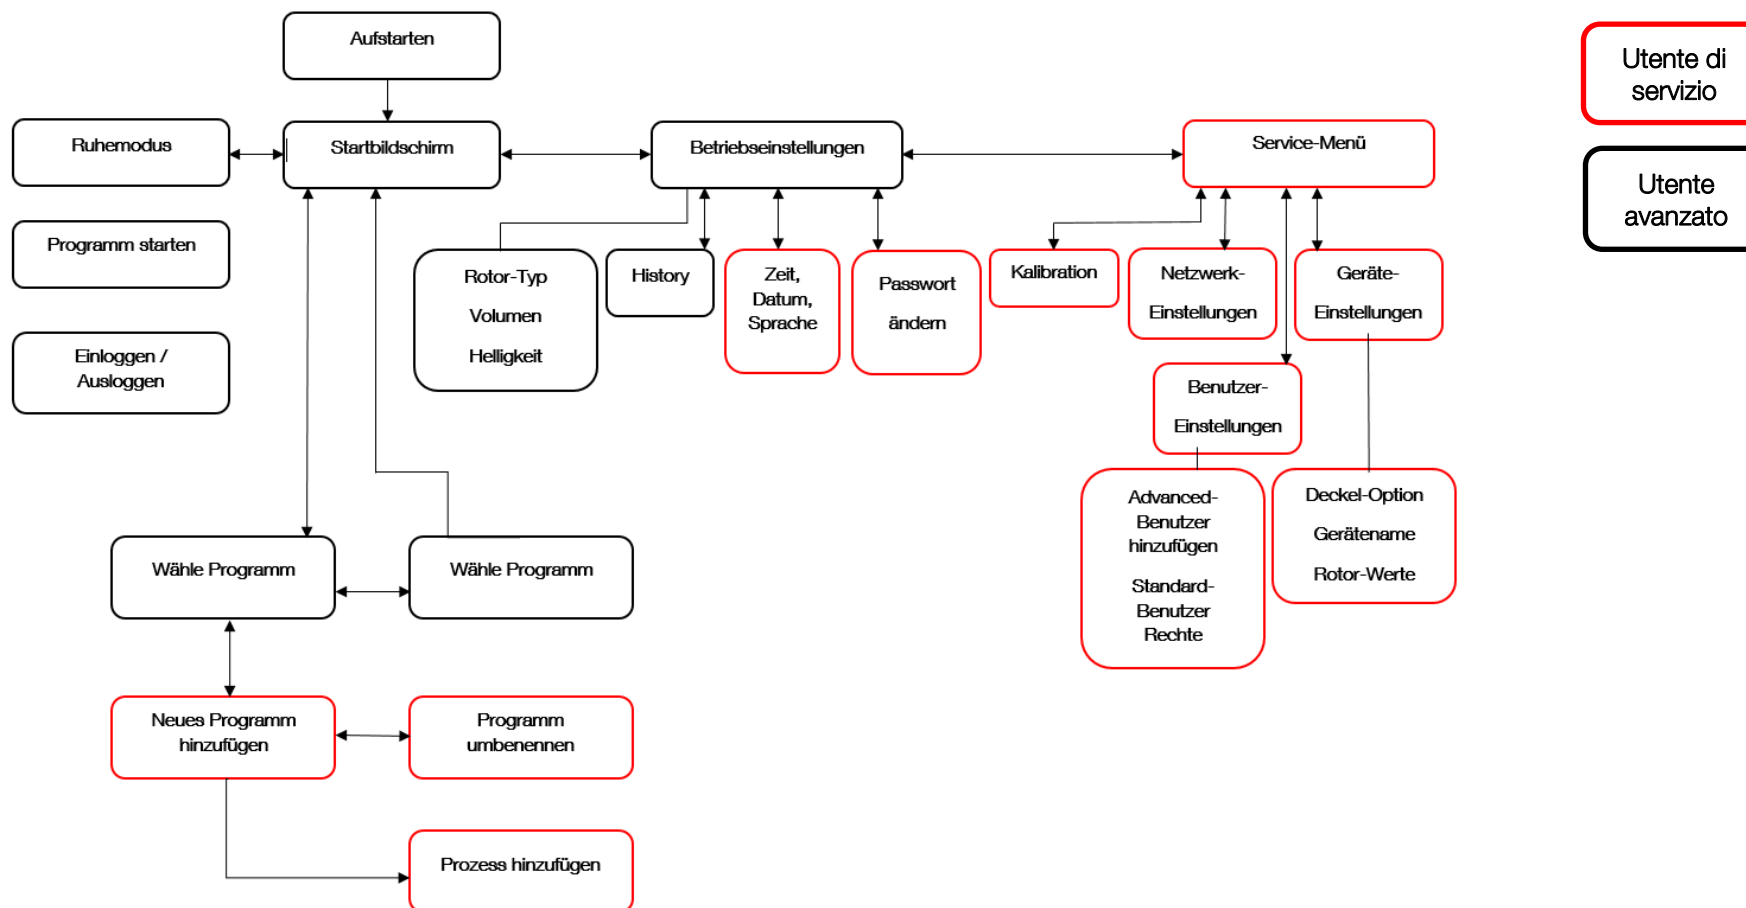 Aufstarten
Utente di
servizio
Ruhemodus
Startbildschirm
Betriebseinstellungen
Service-Menü
Utente
avanzato
Programm starten
Rotor-Typ
Volumen
Helligkeit
History
Zeit,
Datum,
Sprache
Passwort
ändern
Kalibration
Netzwerk-
Einstellungen
Geräte-
Einstellungen
Einloggen /
Ausloggen
Benutzer-
Einstellungen
Advanced-
Benutzer
hinzufügen
Standard-
Benutzer
Rechte
Deckel-Option
Gerätename
Rotor-Werte
Wähle Programm
Wähle Programm
Neues Programm
hinzufügen
Programm
umbenennen
Prozess hinzufügen